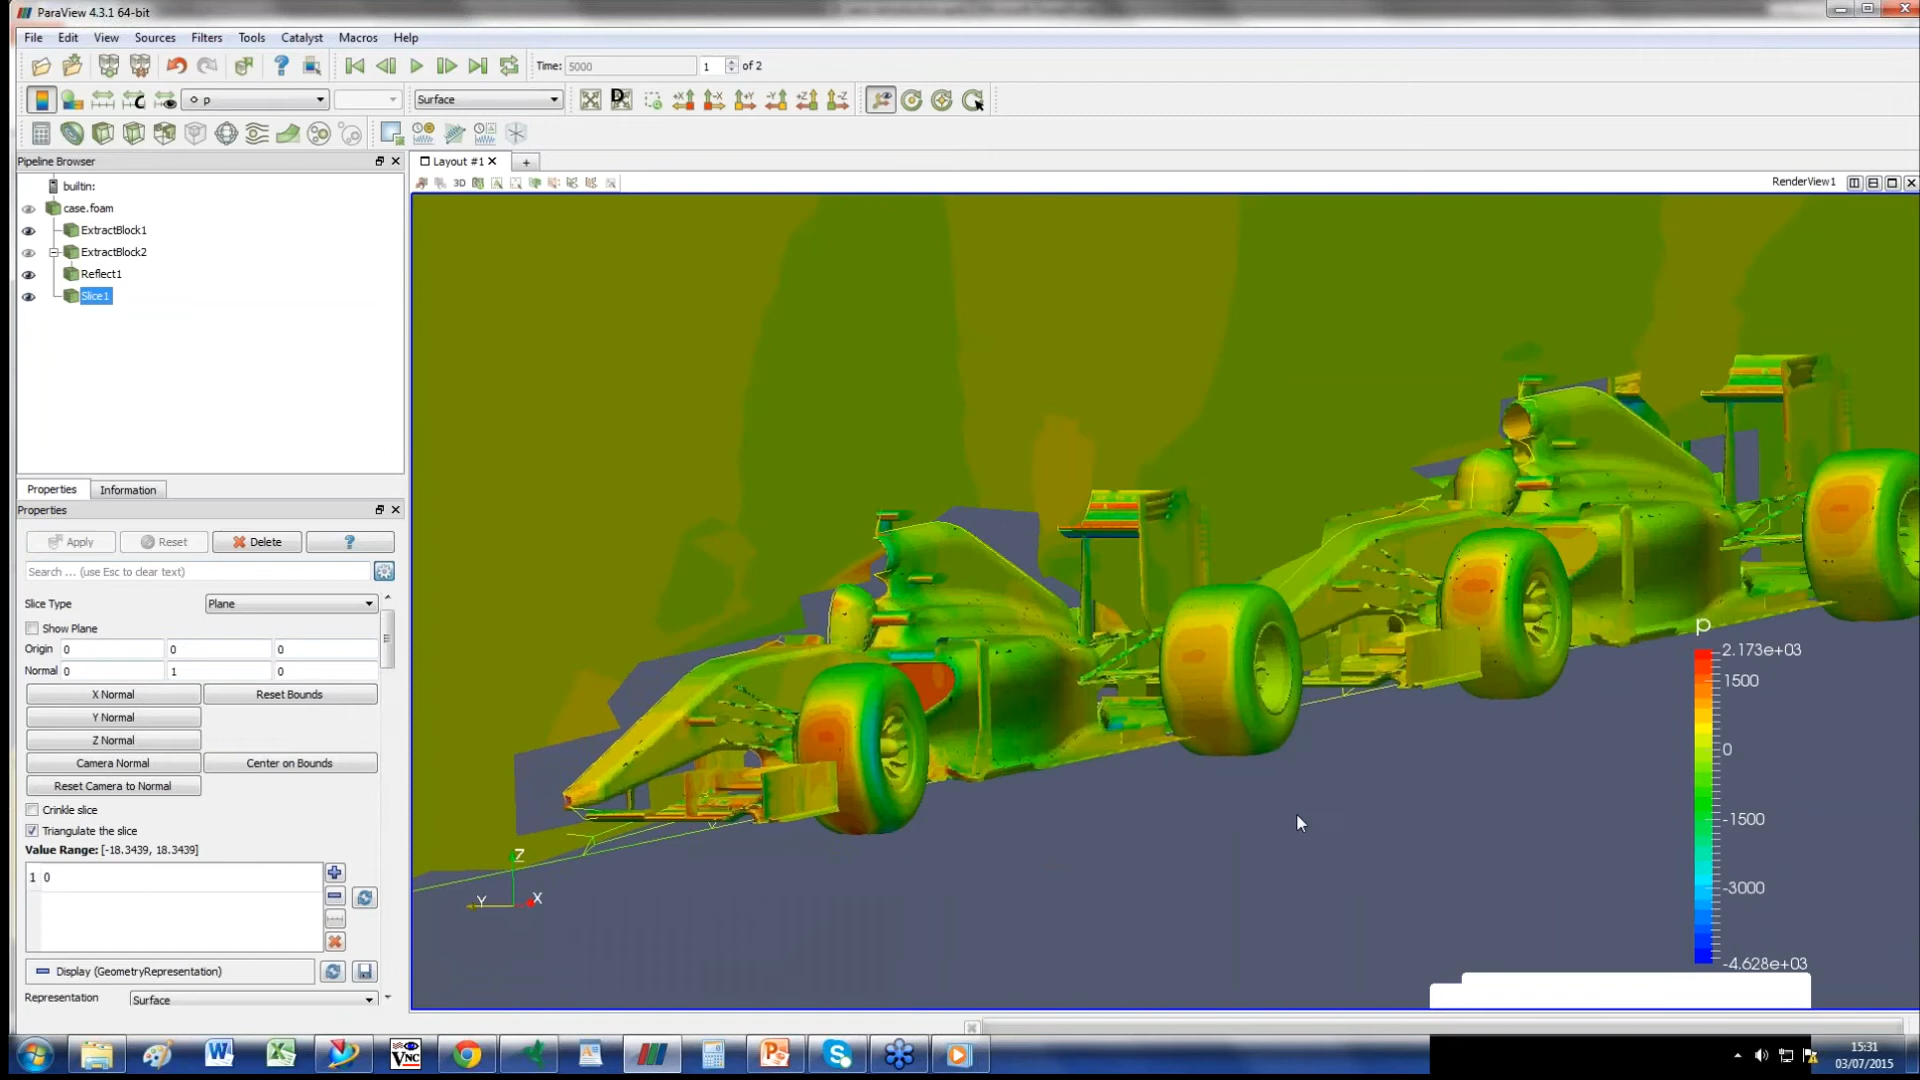 ParaView 4.3.1 64-bit
File Edit View Sources Filters Tools Catalyst Macros Help
Time: 5000 1 of 2
p Surface
+X -X +Y -Y +Z -Z
Pipeline Browser
Layout #1
3D
RenderView1
builtin:
case.foam
ExtractBlock1
ExtractBlock2
Reflect1
Slice1
Properties Information
Properties
Apply Reset Delete ?
Search ... (use Esc to clear text)
Slice Type Plane
Show Plane
Origin 0 0 0
Normal 0 1 0
X Normal Reset Bounds
Y Normal
Z Normal
Camera Normal Center on Bounds
Reset Camera to Normal
Crinkle slice
Triangulate the slice
Value Range: [-18.3439, 18.3439]
1 0
Display (GeometryRepresentation)
Representation Surface
Z
Y X
p
2.173e+03
1500
0
-1500
-3000
-4.628e+03
VNC
15:31
03/07/2015